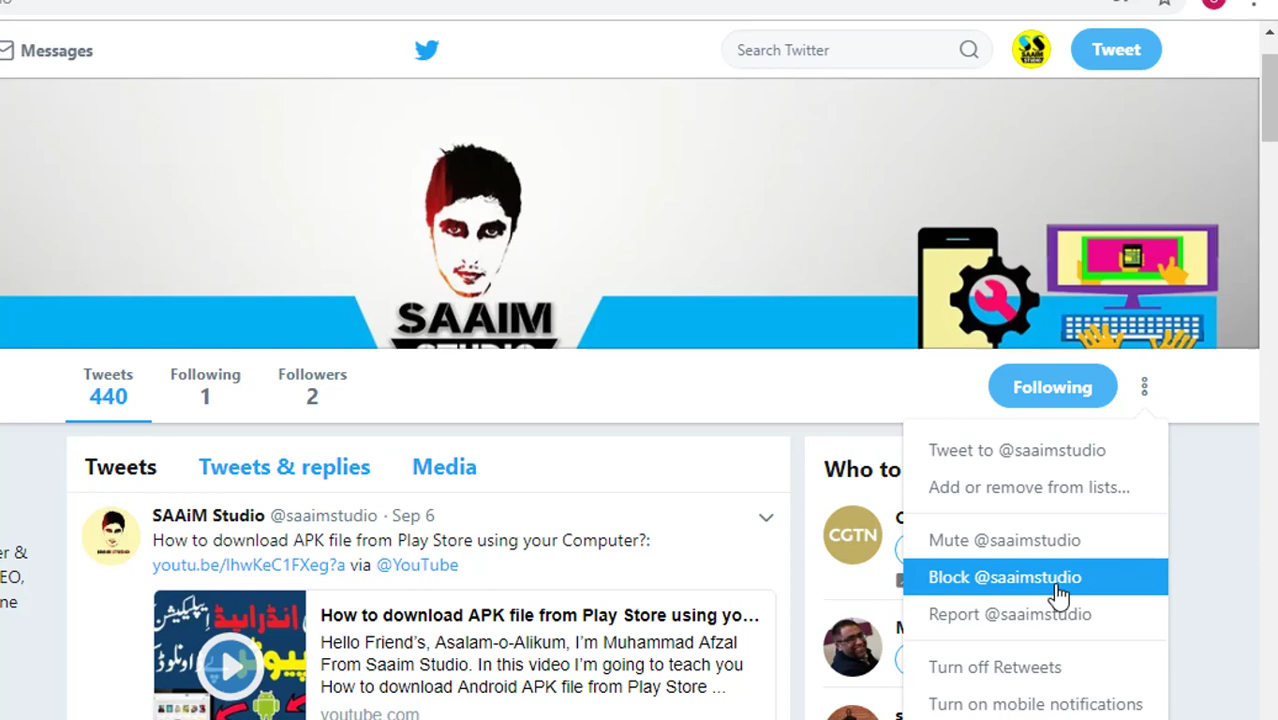 Messages
Search Twitter
Tweet
SAAIM
Tweets
440
Following
1
Followers
2
Following
Tweets
Tweets & replies
Media
SAAiM Studio @saaimstudio · Sep 6
How to download APK file from Play Store using your Computer?:
youtu.be/lhwKeC1FXeg?a via @YouTube
How to download APK file from Play Store using yo...
Hello Friend's, Asalam-o-Alikum, I'm Muhammad Afzal
From Saaim Studio. In this video I'm going to teach you
How to download Android APK file from Play Store ...
youtube.com
اینڈرائیڈ
Who to
CGTN
Tweet to @saaimstudio
Add or remove from lists...
Mute @saaimstudio
Block @saaimstudio
Report @saaimstudio
Turn off Retweets
Turn on mobile notifications